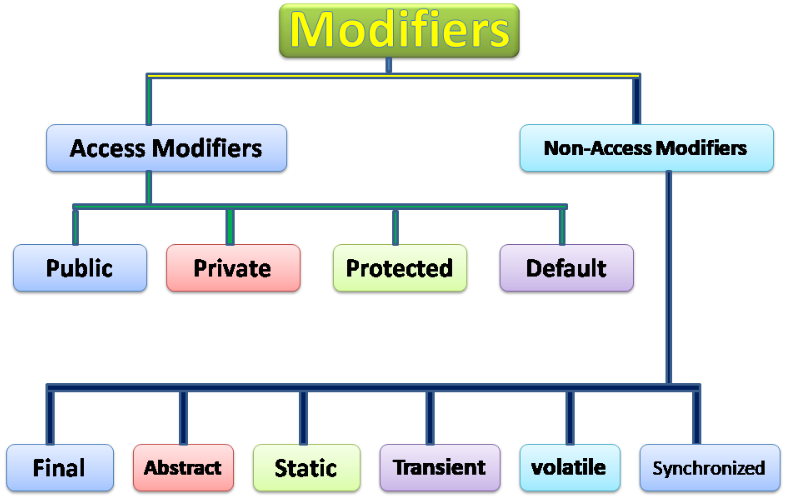 Modifiers
Access Modifiers
Non-Access Modifiers
Public
Private
Protected
Default
Final
Abstract
Static
Transient
volatile
Synchronized